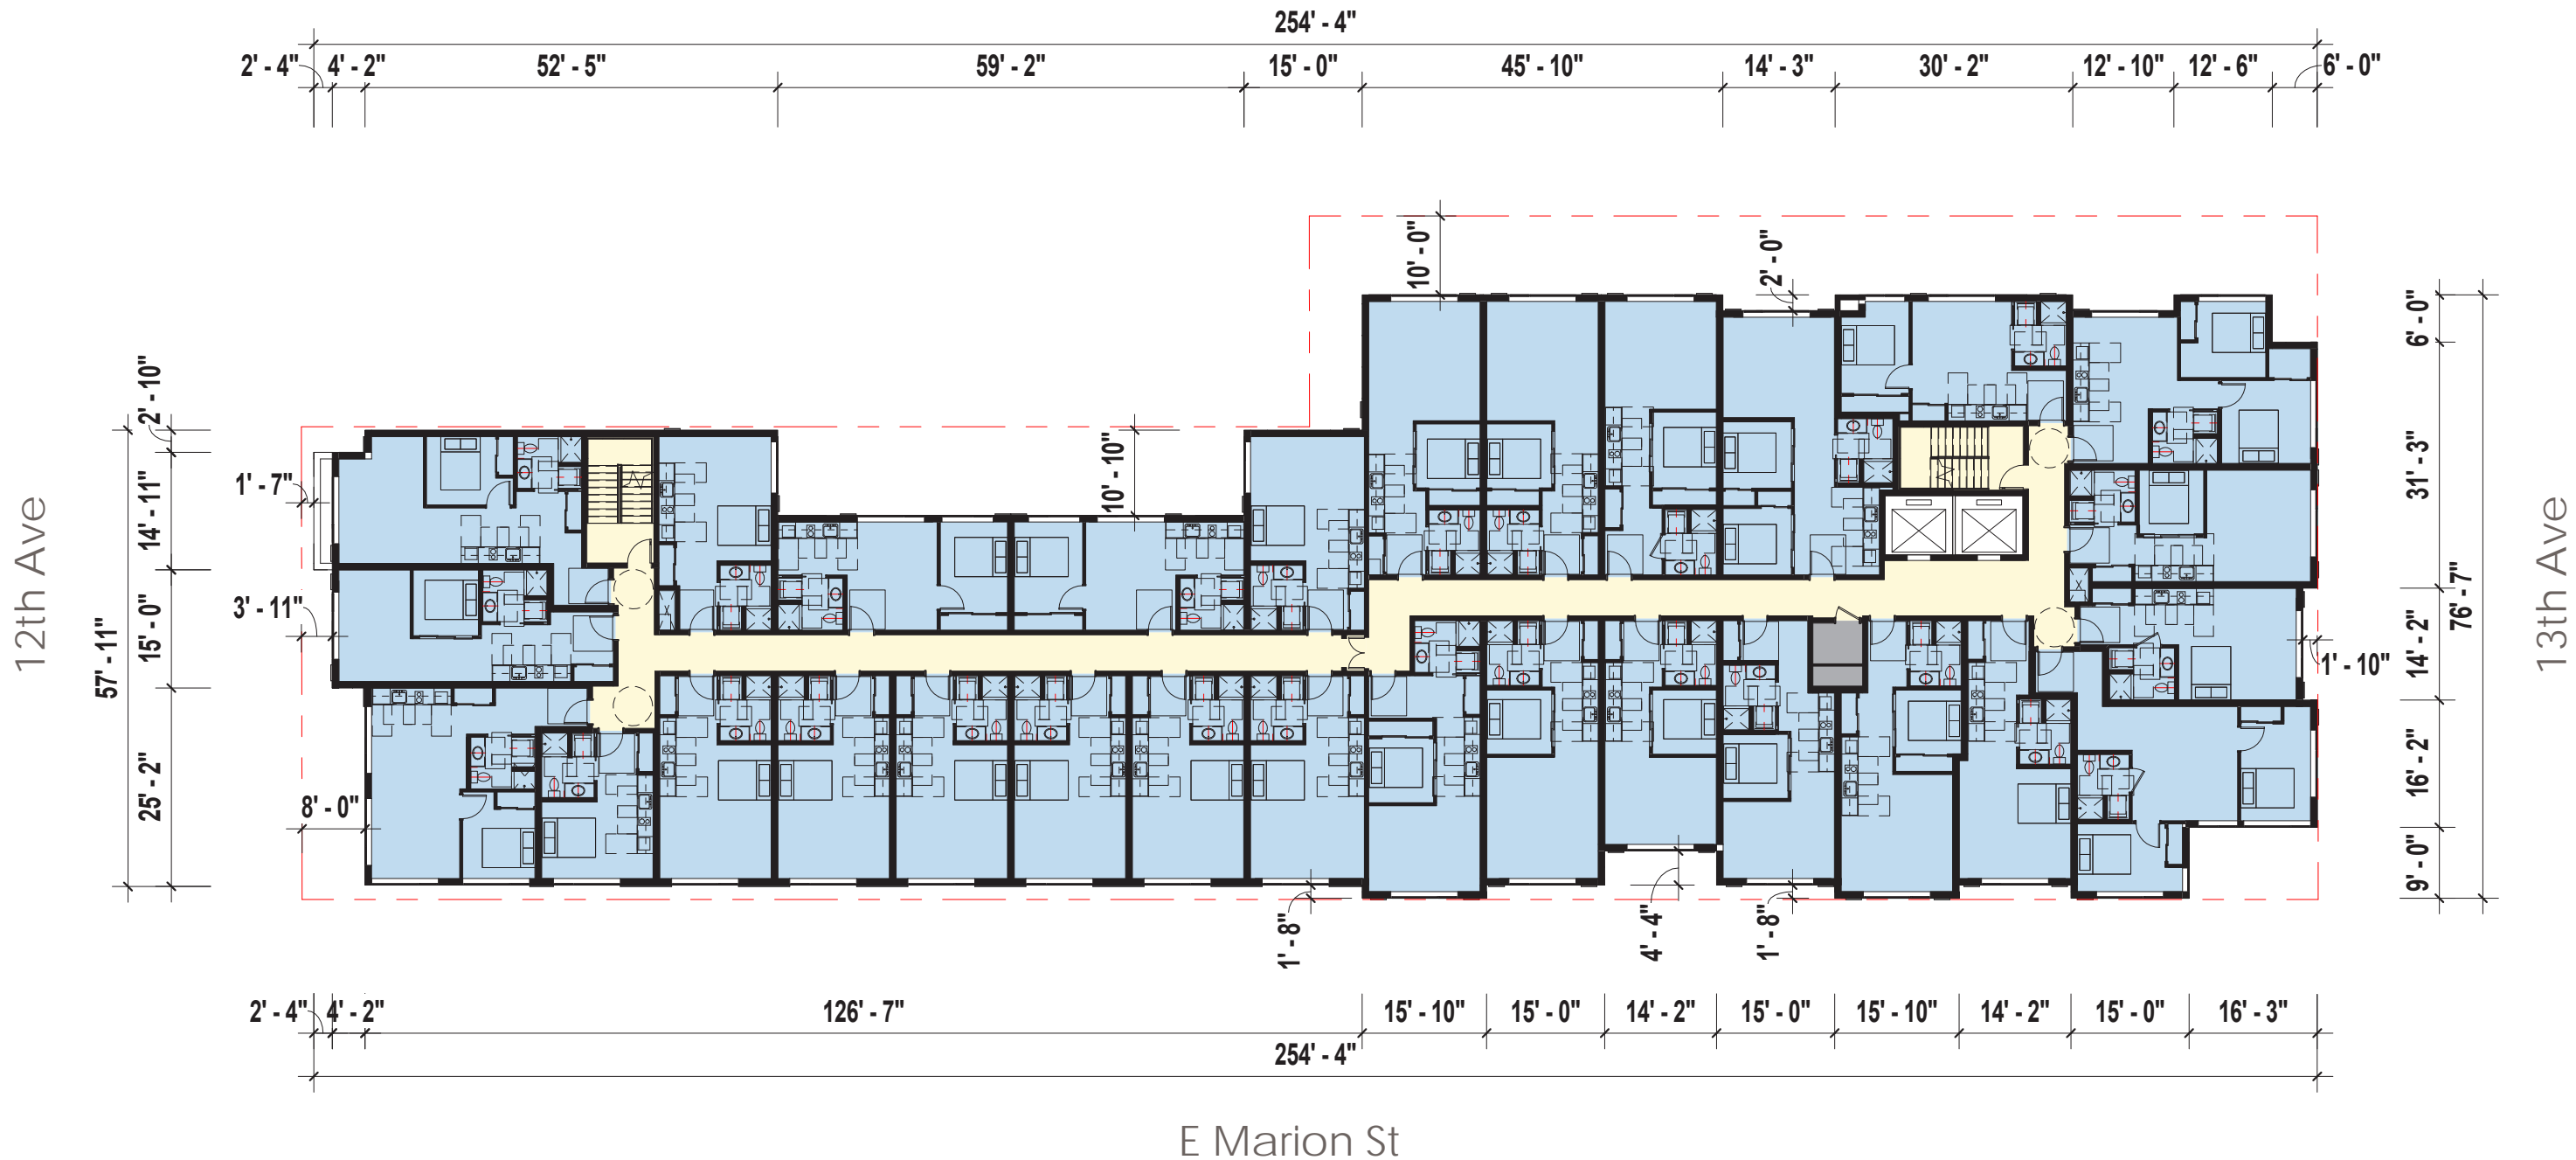 254' - 4"
2' - 4" 4' - 2" 52' - 5" 59' - 2" 15' - 0" 45' - 10" 14' - 3" 30' - 2" 12' - 10" 12' - 6" 6' - 0"
10' - 0"
2' - 0"
6' - 0"
2' - 10"
10' - 10"
1' - 7"
14' - 11"
31' - 3"
12th Ave
13th Ave
3' - 11"
15' - 0"
57' - 11"
76' - 7"
14' - 2"
1' - 10"
25' - 2"
8' - 0"
16' - 2"
9' - 0"
1' - 8"
4' - 4"
1' - 8"
2' - 4" 4' - 2" 126' - 7" 15' - 10" 15' - 0" 14' - 2" 15' - 0" 15' - 10" 14' - 2" 15' - 0" 16' - 3"
254' - 4"
E Marion St